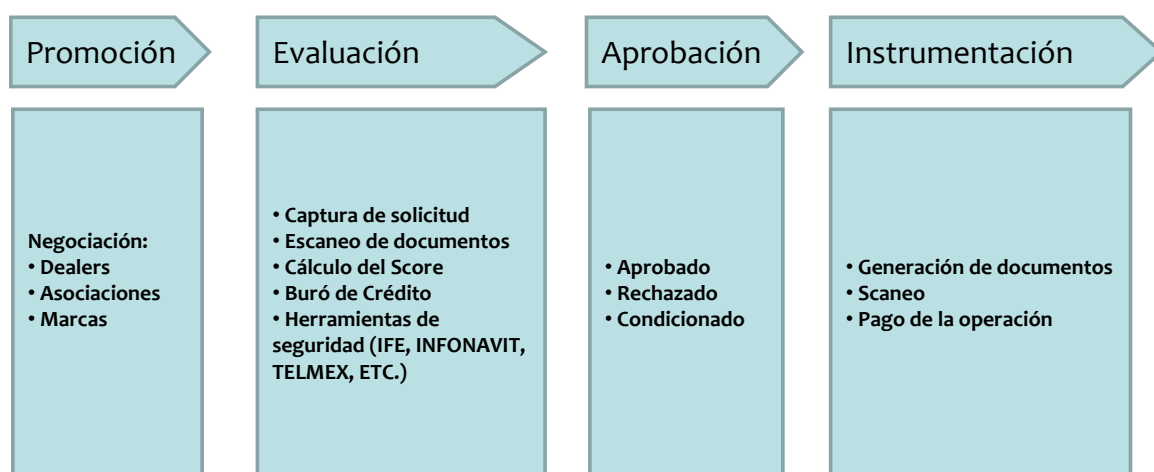 Promoción
Evaluación
Aprobación
Instrumentación
Negociación:
• Dealers
• Asociaciones
• Marcas
• Captura de solicitud
• Escaneo de documentos
• Cálculo del Score
• Buró de Crédito
• Herramientas de
seguridad (IFE, INFONAVIT,
TELMEX, ETC.)
• Aprobado
• Rechazado
• Condicionado
• Generación de documentos
• Scaneo
• Pago de la operación